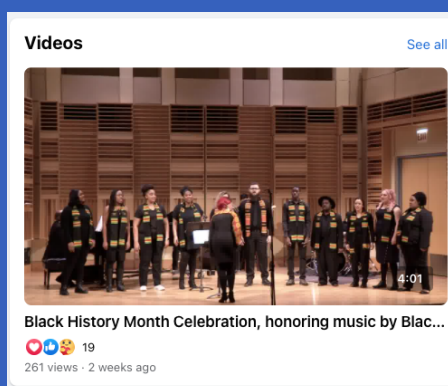 Videos
See all
4:01
Black History Month Celebration, honoring music by Blac...
19
261 views · 2 weeks ago